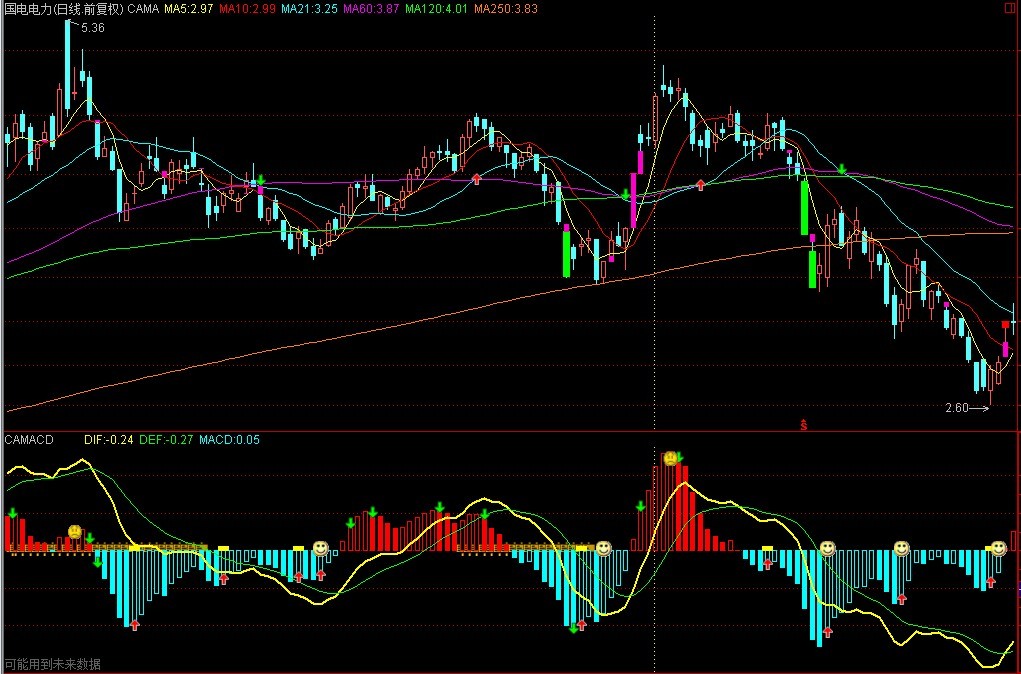 国电电力(日线.前复权) CAMA MA5:2.97 MA10:2.99 MA21:3.25 MA60:3.87 MA120:4.01 MA250:3.83
5.36
2.60
S
CAMACD DIF:-0.24 DEF:-0.27 MACD:0.05
可能用到未来数据